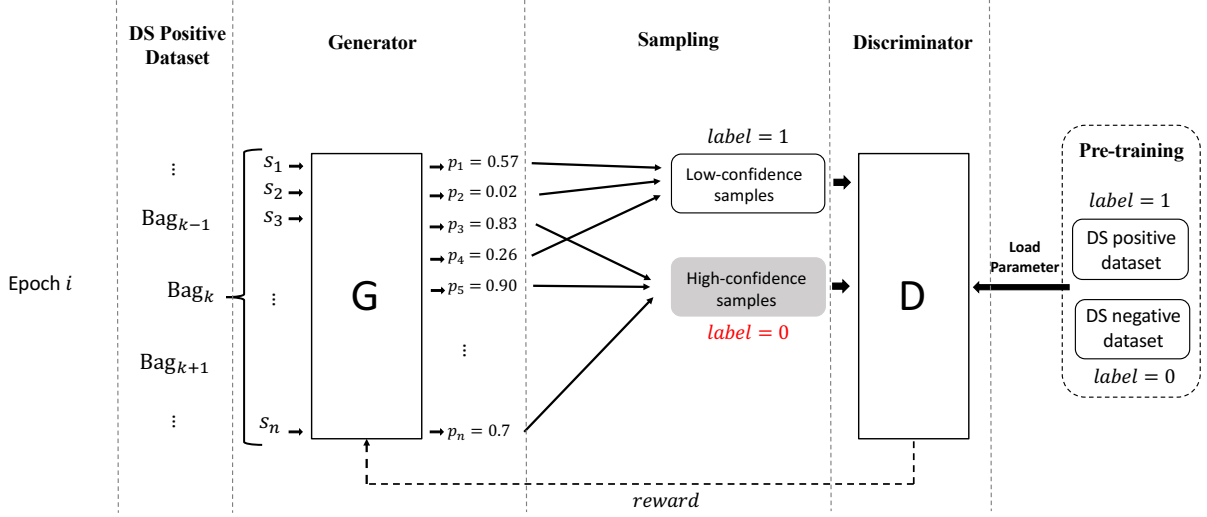 DS Positive
Dataset
Generator
Sampling
Discriminator
Epoch i
⋮
Bag_{k−1}
Bag_k
Bag_{k+1}
⋮
s_1
s_2
s_3
⋮
s_n
G
p_1 = 0.57
p_2 = 0.02
p_3 = 0.83
p_4 = 0.26
p_5 = 0.90
⋮
p_n = 0.7
label = 1
Low-confidence
samples
High-confidence
samples
label = 0
D
reward
Load
Parameter
Pre-training
label = 1
DS positive
dataset
DS negative
dataset
label = 0